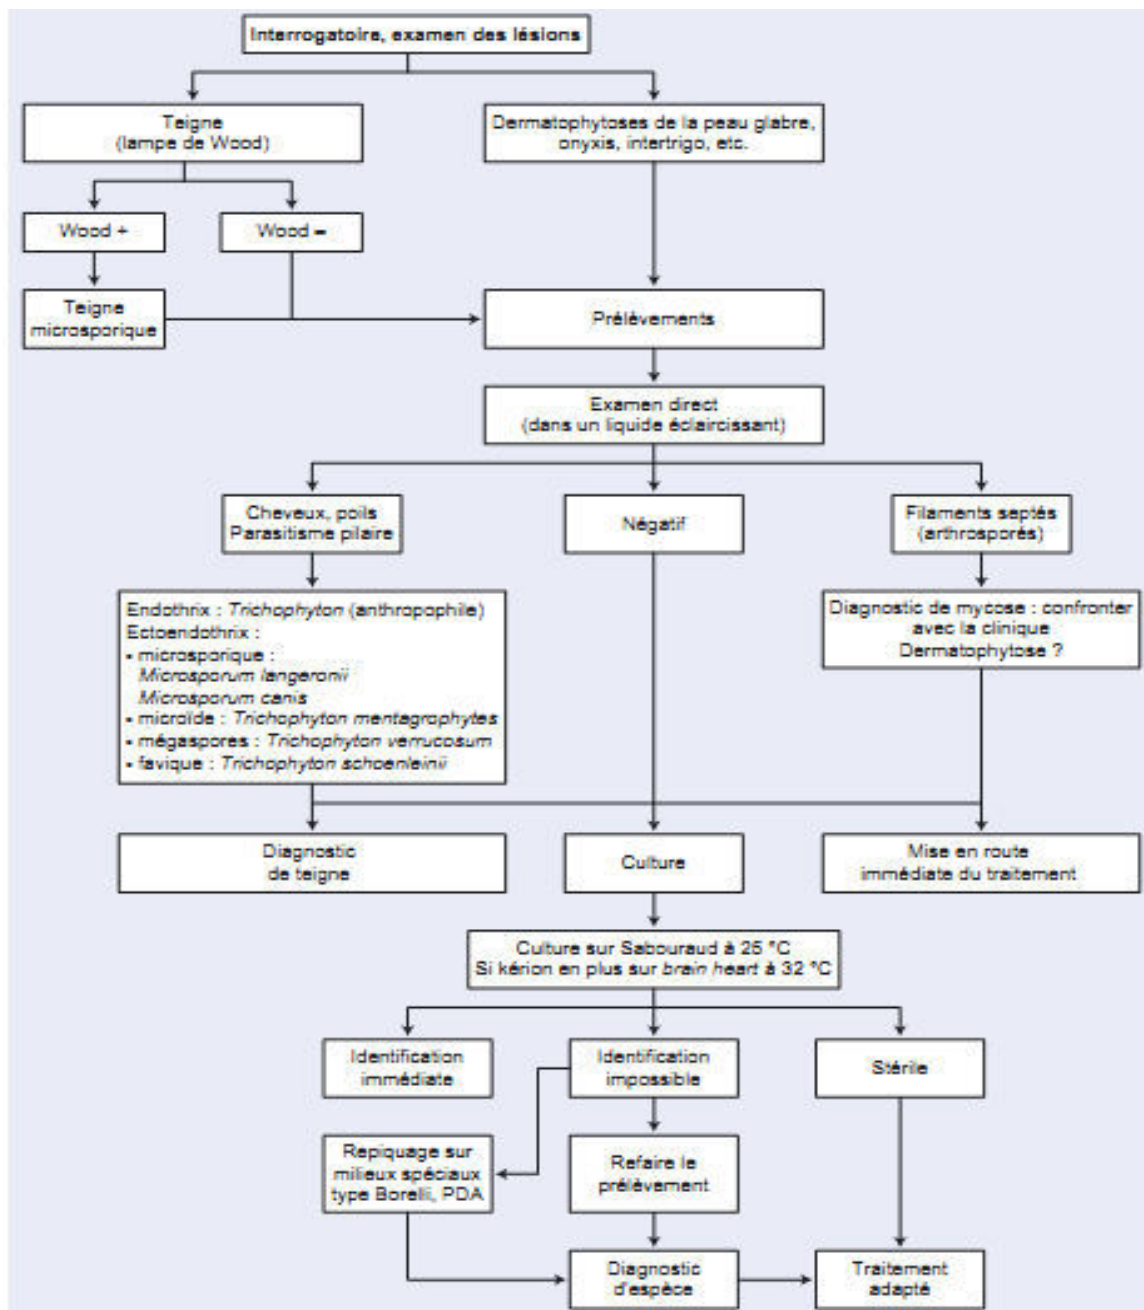 Interrogatoire, examen des lésions
Teigne
(lampe de Wood)
Dermatophytoses de la peau glabre,
onyxis, intertrigo, etc.
Wood +
Wood –
Teigne
microsporique
Prélèvements
Examen direct
(dans un liquide éclaircissant)
Cheveux, poils
Parasitisme pilaire
Négatif
Filaments septés
(arthrosporés)
Endothrix : Trichophyton (anthropophile)
Ectoendothrix :
- microsporique :
Microsporum langeronii
Microsporum canis
- microïde : Trichophyton mentagrophytes
- mégaspores : Trichophyton verrucosum
- favique : Trichophyton schoenleinii
Diagnostic de mycose : confronter
avec la clinique
Dermatophytose ?
Diagnostic
de teigne
Culture
Mise en route
immédiate du traitement
Culture sur Sabouraud à 25 °C
Si kérion en plus sur brain heart à 32 °C
Identification
immédiate
Identification
impossible
Stérile
Repiquage sur
milieux spéciaux
type Borelli, PDA
Refaire le
prélèvement
Diagnostic
d'espèce
Traitement
adapté